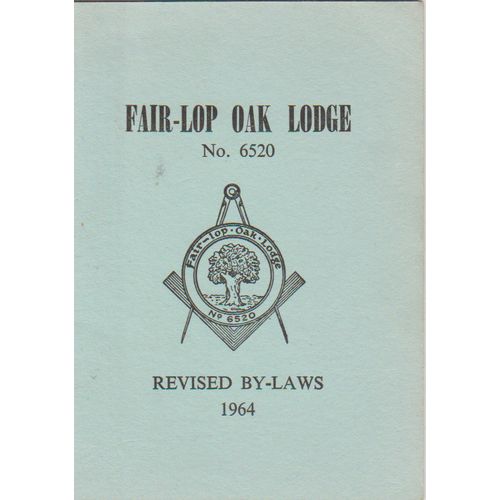 FAIR-LOP OAK LODGE
No. 6520
Fair-lop · Oak · Lodge
Nº 6520
REVISED BY-LAWS
1964